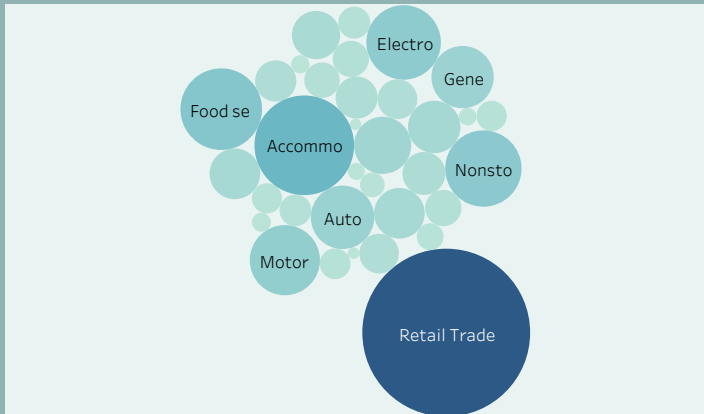 Electro
Gene
Food se
Accommo
Nonsto
Auto
Motor
Retail Trade